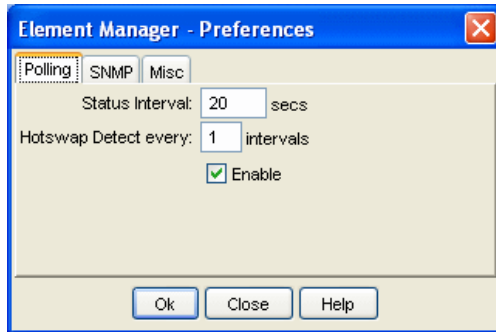 Element Manager - Preferences
Polling SNMP Misc
Status Interval: 20 secs
Hotswap Detect every: 1 intervals
Enable
Ok Close Help